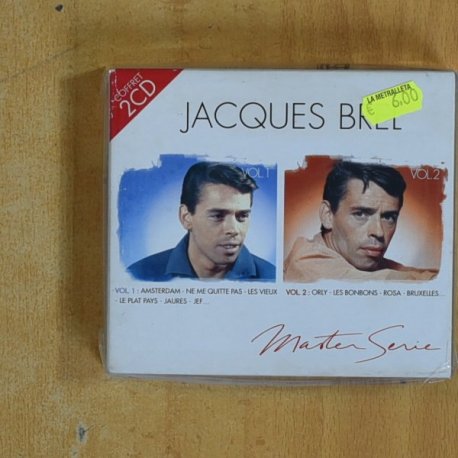 COFFRET
2CD
JACQUES BREL
LA METRALLETA
€ 6,00
VOL.1
VOL.2
VOL. 1 : AMSTERDAM - NE ME QUITTE PAS - LES VIEUX
- LE PLAT PAYS - JAURES - JEF...
VOL. 2 : ORLY - LES BONBONS - ROSA - BRUXELLES...
Master Serie